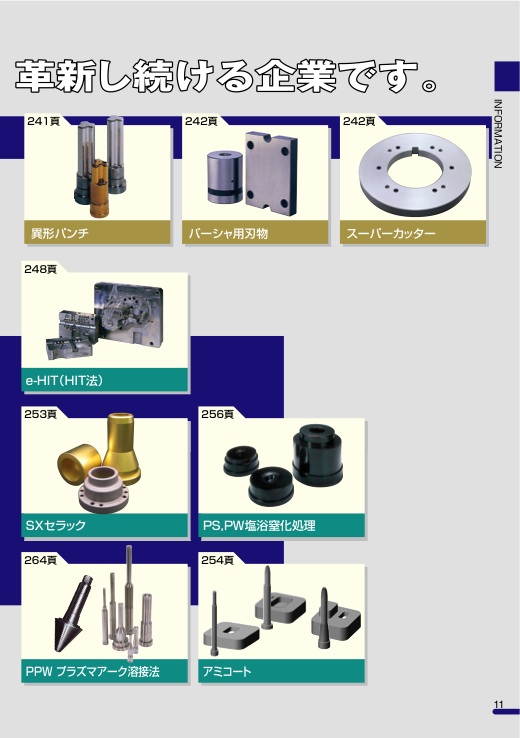 革新し続ける企業です。
INFORMATION
241頁
異形パンチ
242頁
バーシャ用刃物
242頁
スーパーカッター
248頁
e-HIT（HIT法）
253頁
SXセラック
256頁
PS,PW塩浴窒化処理
264頁
PPW プラズマアーク溶接法
254頁
アミコート
11